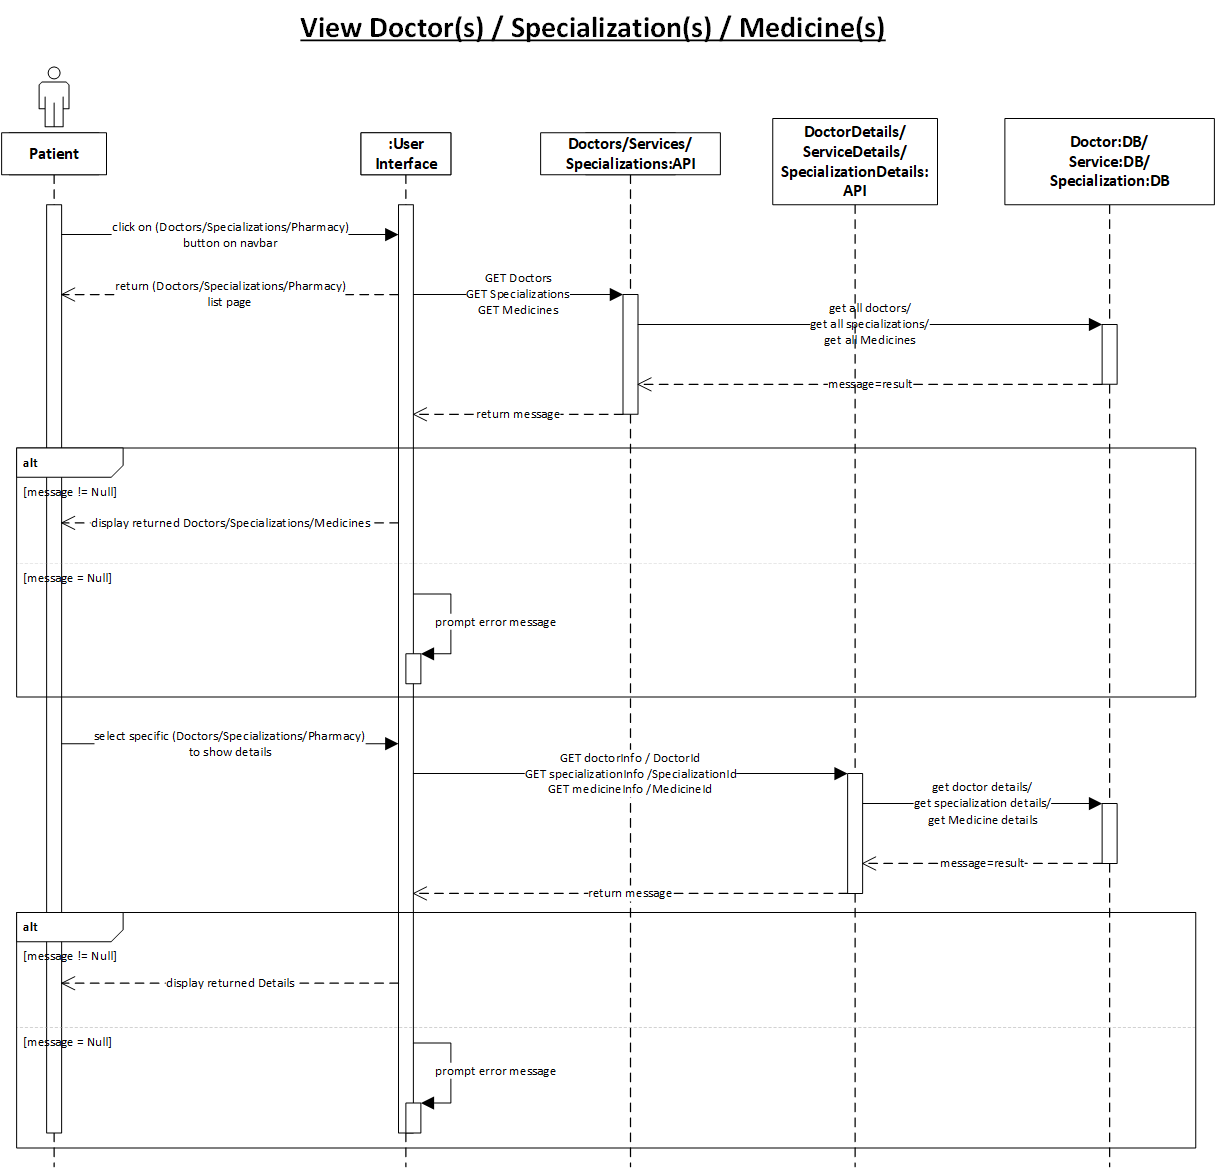 View Doctor(s) / Specialization(s) / Medicine(s)
Patient
:User
Interface
Doctors/Services/
Specializations:API
DoctorDetails/
ServiceDetails/
SpecializationDetails:
API
Doctor:DB/
Service:DB/
Specialization:DB
click on (Doctors/Specializations/Pharmacy)
button on navbar
return (Doctors/Specializations/Pharmacy)
list page
GET Doctors
GET Specializations
GET Medicines
get all doctors/
get all specializations/
get all Medicines
message=result
return message
alt
[message != Null]
display returned Doctors/Specializations/Medicines
[message = Null]
prompt error message
select specific (Doctors/Specializations/Pharmacy)
to show details
GET doctorInfo / DoctorId
GET specializationInfo /SpecializationId
GET medicineInfo /MedicineId
get doctor details/
get specialization details/
get Medicine details
message=result
return message
alt
[message != Null]
display returned Details
[message = Null]
prompt error message